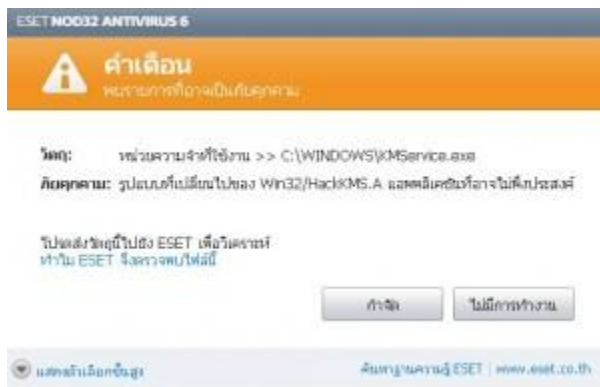 ESET NOD32 ANTIVIRUS 6
คำเตือน
พบรายการที่อาจเป็นภัยคุกคาม
วัตถุ: หน่วยความจำที่ใช้งาน >> C:\WINDOWS\KMService.exe
ภัยคุกคาม: รูปแบบที่เปลี่ยนไปของ Win32/HackKMS.A แอพพลิเคชันที่อาจไม่พึงประสงค์
โปรดส่งวัตถุนี้ไปยัง ESET เพื่อวิเคราะห์
ทำไม ESET จึงตรวจพบไฟล์นี้
กำจัด
ไม่มีการทำงาน
แสดงตัวเลือกขั้นสูง
ค้นหาฐานความรู้ ESET | www.eset.co.th